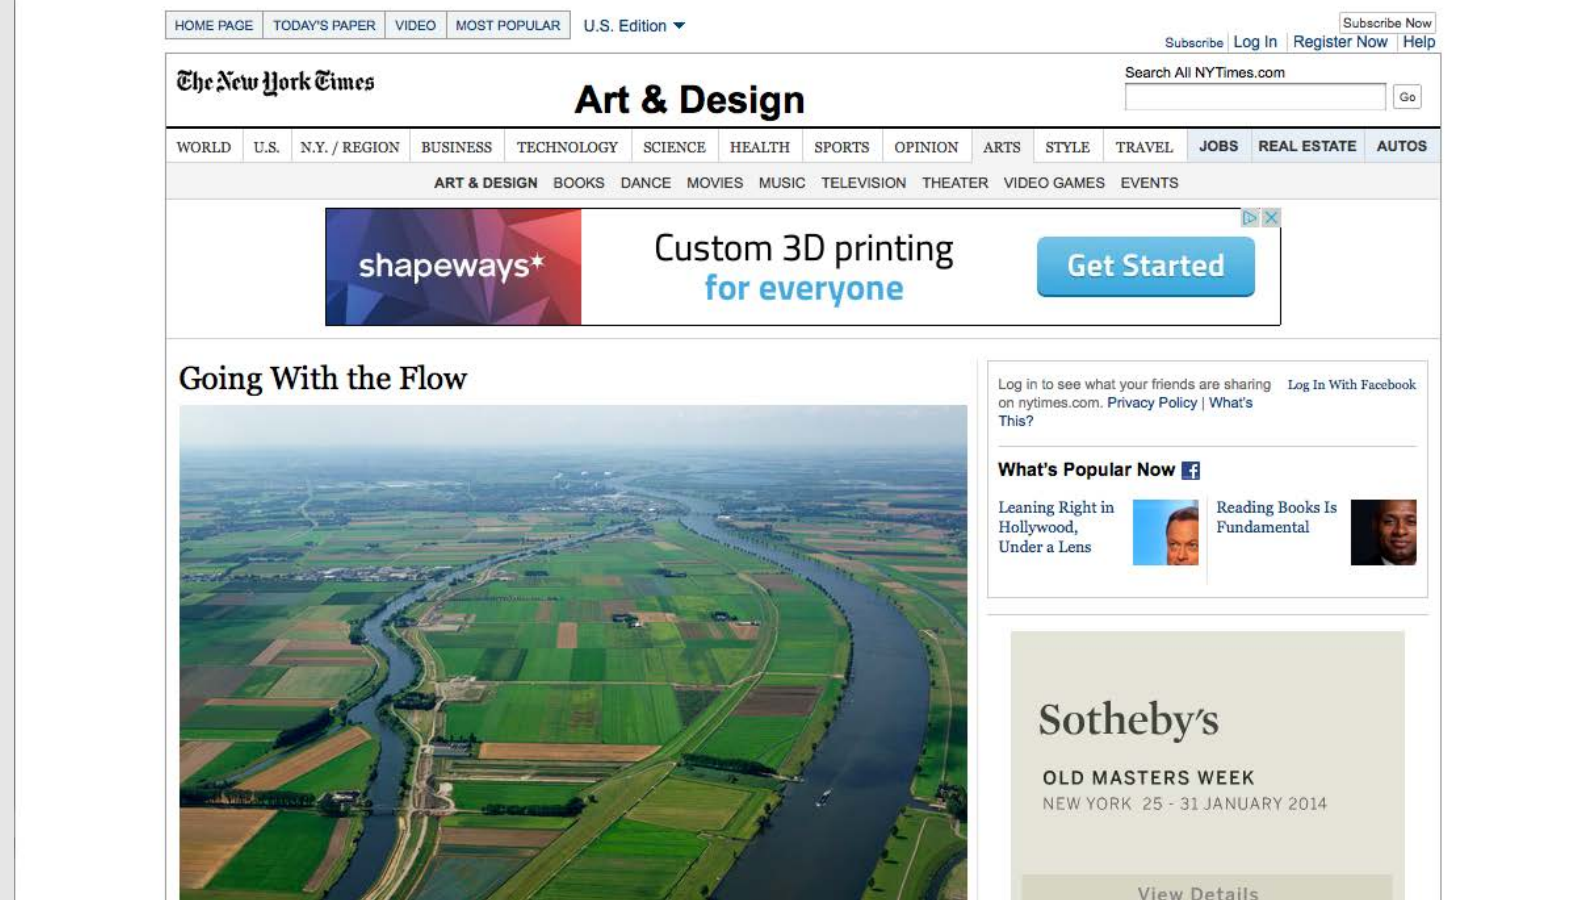 HOME PAGE TODAY'S PAPER VIDEO MOST POPULAR U.S. Edition
Subscribe Now
Subscribe Log In Register Now Help
The New York Times
Art & Design
Search All NYTimes.com
Go
WORLD U.S. N.Y. / REGION BUSINESS TECHNOLOGY SCIENCE HEALTH SPORTS OPINION ARTS STYLE TRAVEL JOBS REAL ESTATE AUTOS
ART & DESIGN BOOKS DANCE MOVIES MUSIC TELEVISION THEATER VIDEO GAMES EVENTS
shapeways*
Custom 3D printing
for everyone
Get Started
Going With the Flow
Log in to see what your friends are sharing
on nytimes.com. Privacy Policy | What's
This?
Log In With Facebook
What's Popular Now f
Leaning Right in
Hollywood,
Under a Lens
Reading Books Is
Fundamental
Sotheby's
OLD MASTERS WEEK
NEW YORK 25 - 31 JANUARY 2014
View Details